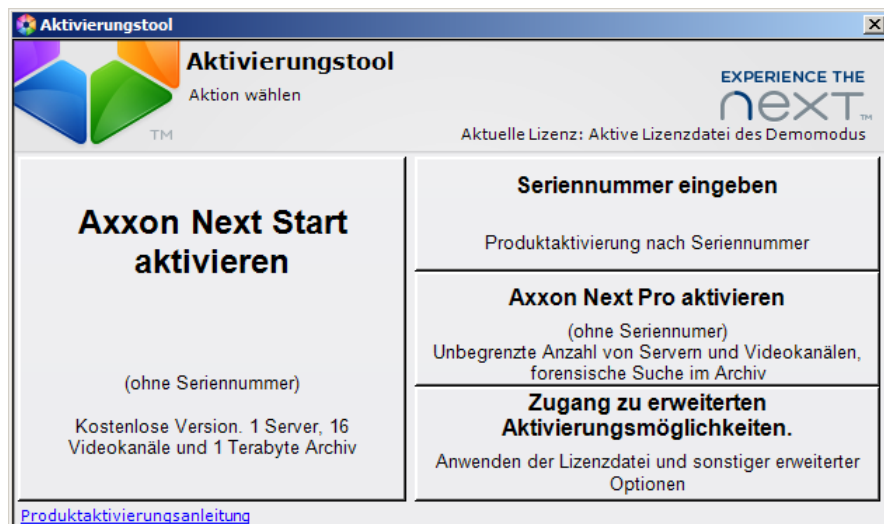 Aktivierungstool
Aktivierungstool
Aktion wählen
TM
EXPERIENCE THE
next
TM
Aktuelle Lizenz: Aktive Lizenzdatei des Demomodus
Axxon Next Start
aktivieren
(ohne Seriennummer)
Kostenlose Version. 1 Server, 16
Videokanäle und 1 Terabyte Archiv
Seriennummer eingeben
Produktaktivierung nach Seriennummer
Axxon Next Pro aktivieren
(ohne Seriennumer)
Unbegrenzte Anzahl von Servern und Videokanälen,
forensische Suche im Archiv
Zugang zu erweiterten
Aktivierungsmöglichkeiten.
Anwenden der Lizenzdatei und sonstiger erweiterter
Optionen
Produktaktivierungsanleitung